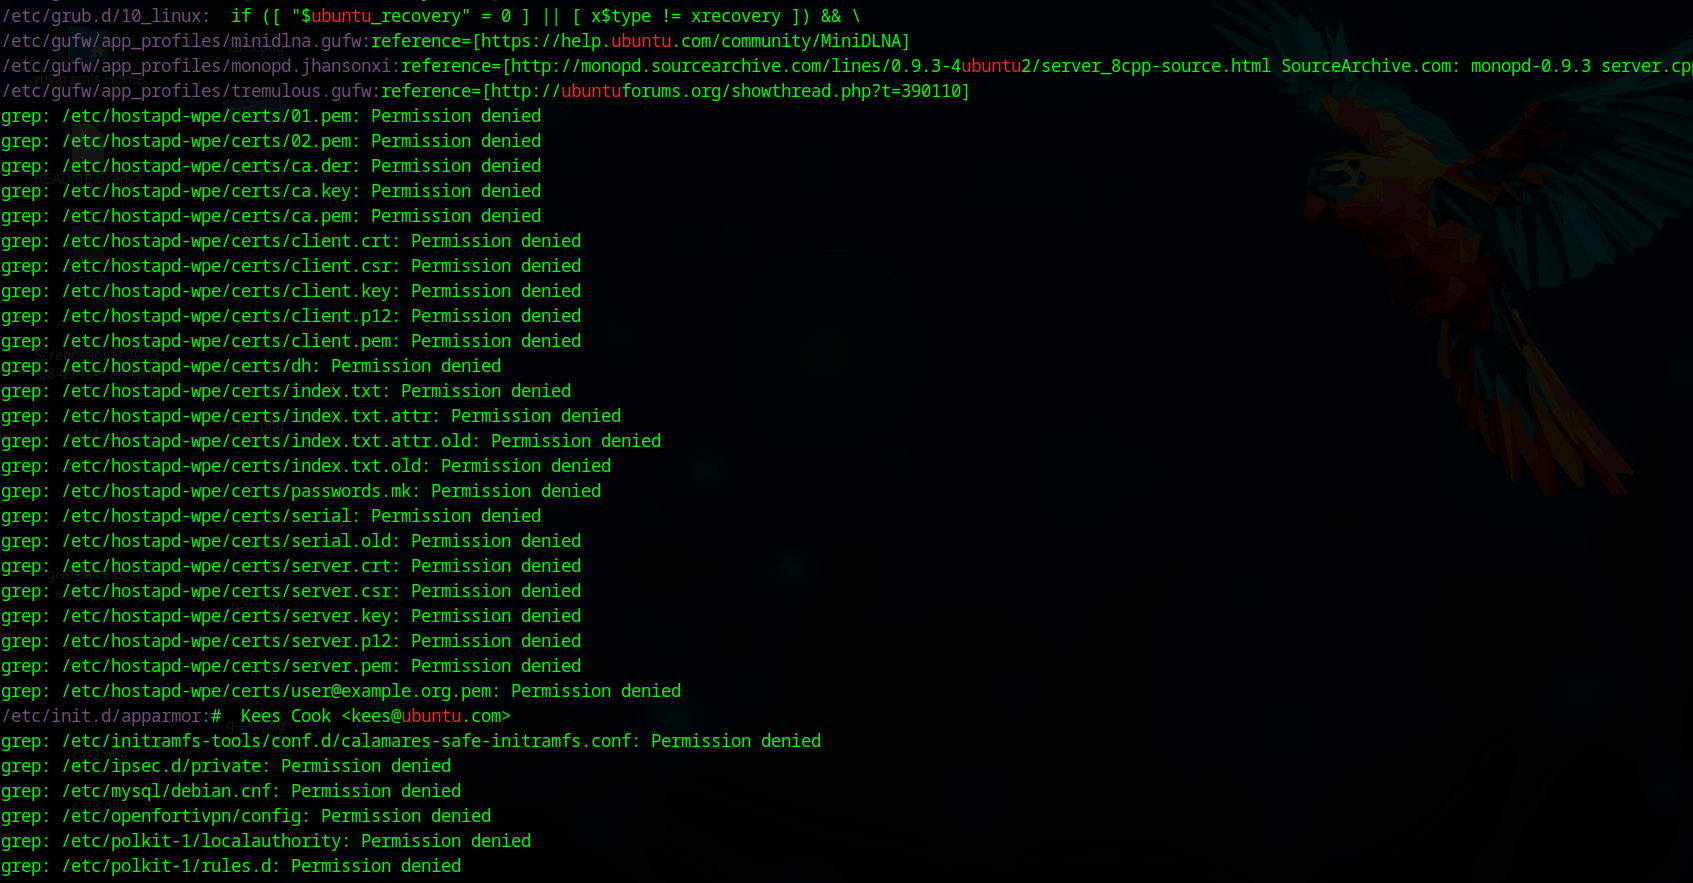 /etc/grub.d/10_linux:  if ([ "$ubuntu_recovery" = 0 ] || [ x$type != xrecovery ]) && \
/etc/gufw/app_profiles/minidlna.gufw:reference=[https://help.ubuntu.com/community/MiniDLNA]
/etc/gufw/app_profiles/monopd.jhansonxi:reference=[http://monopd.sourcearchive.com/lines/0.9.3-4ubuntu2/server_8cpp-source.html SourceArchive.com: monopd-0.9.3 server.cpp
/etc/gufw/app_profiles/tremulous.gufw:reference=[http://ubuntuforums.org/showthread.php?t=390110]
grep: /etc/hostapd-wpe/certs/01.pem: Permission denied
grep: /etc/hostapd-wpe/certs/02.pem: Permission denied
grep: /etc/hostapd-wpe/certs/ca.der: Permission denied
grep: /etc/hostapd-wpe/certs/ca.key: Permission denied
grep: /etc/hostapd-wpe/certs/ca.pem: Permission denied
grep: /etc/hostapd-wpe/certs/client.crt: Permission denied
grep: /etc/hostapd-wpe/certs/client.csr: Permission denied
grep: /etc/hostapd-wpe/certs/client.key: Permission denied
grep: /etc/hostapd-wpe/certs/client.p12: Permission denied
grep: /etc/hostapd-wpe/certs/client.pem: Permission denied
grep: /etc/hostapd-wpe/certs/dh: Permission denied
grep: /etc/hostapd-wpe/certs/index.txt: Permission denied
grep: /etc/hostapd-wpe/certs/index.txt.attr: Permission denied
grep: /etc/hostapd-wpe/certs/index.txt.attr.old: Permission denied
grep: /etc/hostapd-wpe/certs/index.txt.old: Permission denied
grep: /etc/hostapd-wpe/certs/passwords.mk: Permission denied
grep: /etc/hostapd-wpe/certs/serial: Permission denied
grep: /etc/hostapd-wpe/certs/serial.old: Permission denied
grep: /etc/hostapd-wpe/certs/server.crt: Permission denied
grep: /etc/hostapd-wpe/certs/server.csr: Permission denied
grep: /etc/hostapd-wpe/certs/server.key: Permission denied
grep: /etc/hostapd-wpe/certs/server.p12: Permission denied
grep: /etc/hostapd-wpe/certs/server.pem: Permission denied
grep: /etc/hostapd-wpe/certs/user@example.org.pem: Permission denied
/etc/init.d/apparmor:#  Kees Cook <kees@ubuntu.com>
grep: /etc/initramfs-tools/conf.d/calamares-safe-initramfs.conf: Permission denied
grep: /etc/ipsec.d/private: Permission denied
grep: /etc/mysql/debian.cnf: Permission denied
grep: /etc/openfortivpn/config: Permission denied
grep: /etc/polkit-1/localauthority: Permission denied
grep: /etc/polkit-1/rules.d: Permission denied